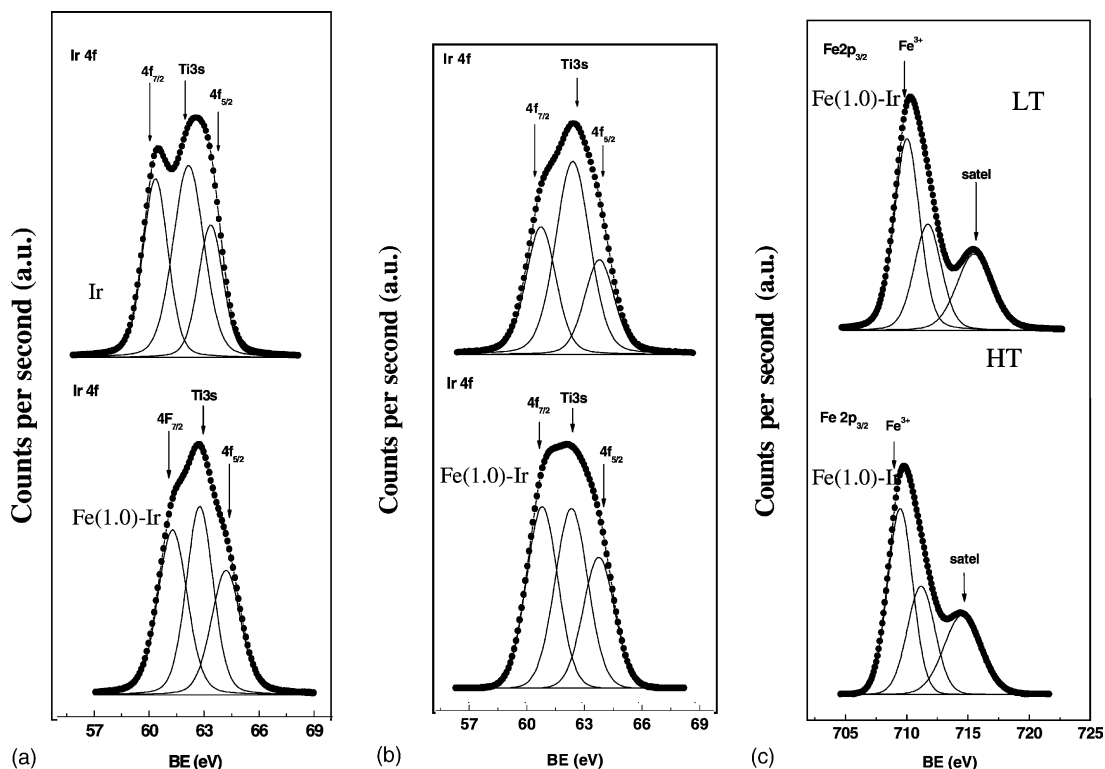 Counts per second (a.u.)
Ir 4f
4f7/2
Ti3s
4f5/2
Ir
Ir 4f
4F7/2
Ti3s
4f5/2
Fe(1.0)-Ir
57 60 63 66 69
(a)
BE (eV)
Counts per second (a.u.)
Ir 4f
Ti3s
4f7/2
4f5/2
Ir 4f
4f7/2
Ti3s
4f5/2
Fe(1.0)-Ir
57 60 63 66 69
(b)
BE (eV)
Counts per second (a.u.)
Fe2p3/2
Fe3+
Fe(1.0)-Ir
LT
satel
HT
Fe 2p3/2
Fe3+
Fe(1.0)-Ir
satel
705 710 715 720 725
(c)
BE (eV)